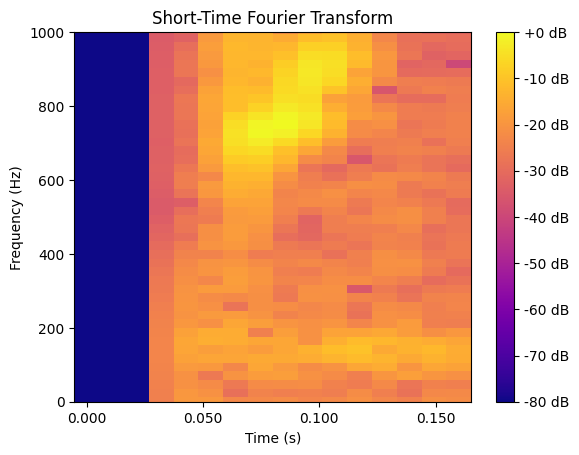 Short-Time Fourier Transform
1000
800
600
400
200
0
Frequency (Hz)
0.000
0.050
0.100
0.150
Time (s)
+0 dB
-10 dB
-20 dB
-30 dB
-40 dB
-50 dB
-60 dB
-70 dB
-80 dB